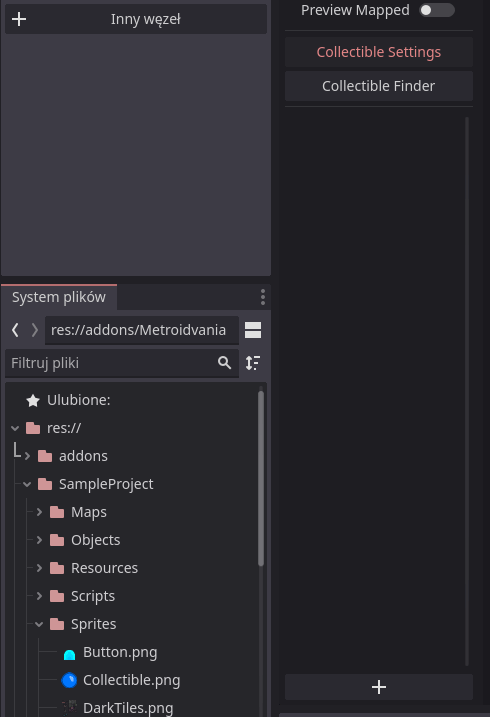 Inny węzeł
Preview Mapped
Collectible Settings
Collectible Finder
System plików
res://addons/Metroidvania
Filtruj pliki
Ulubione:
res://
addons
SampleProject
Maps
Objects
Resources
Scripts
Sprites
Button.png
Collectible.png
DarkTiles.png